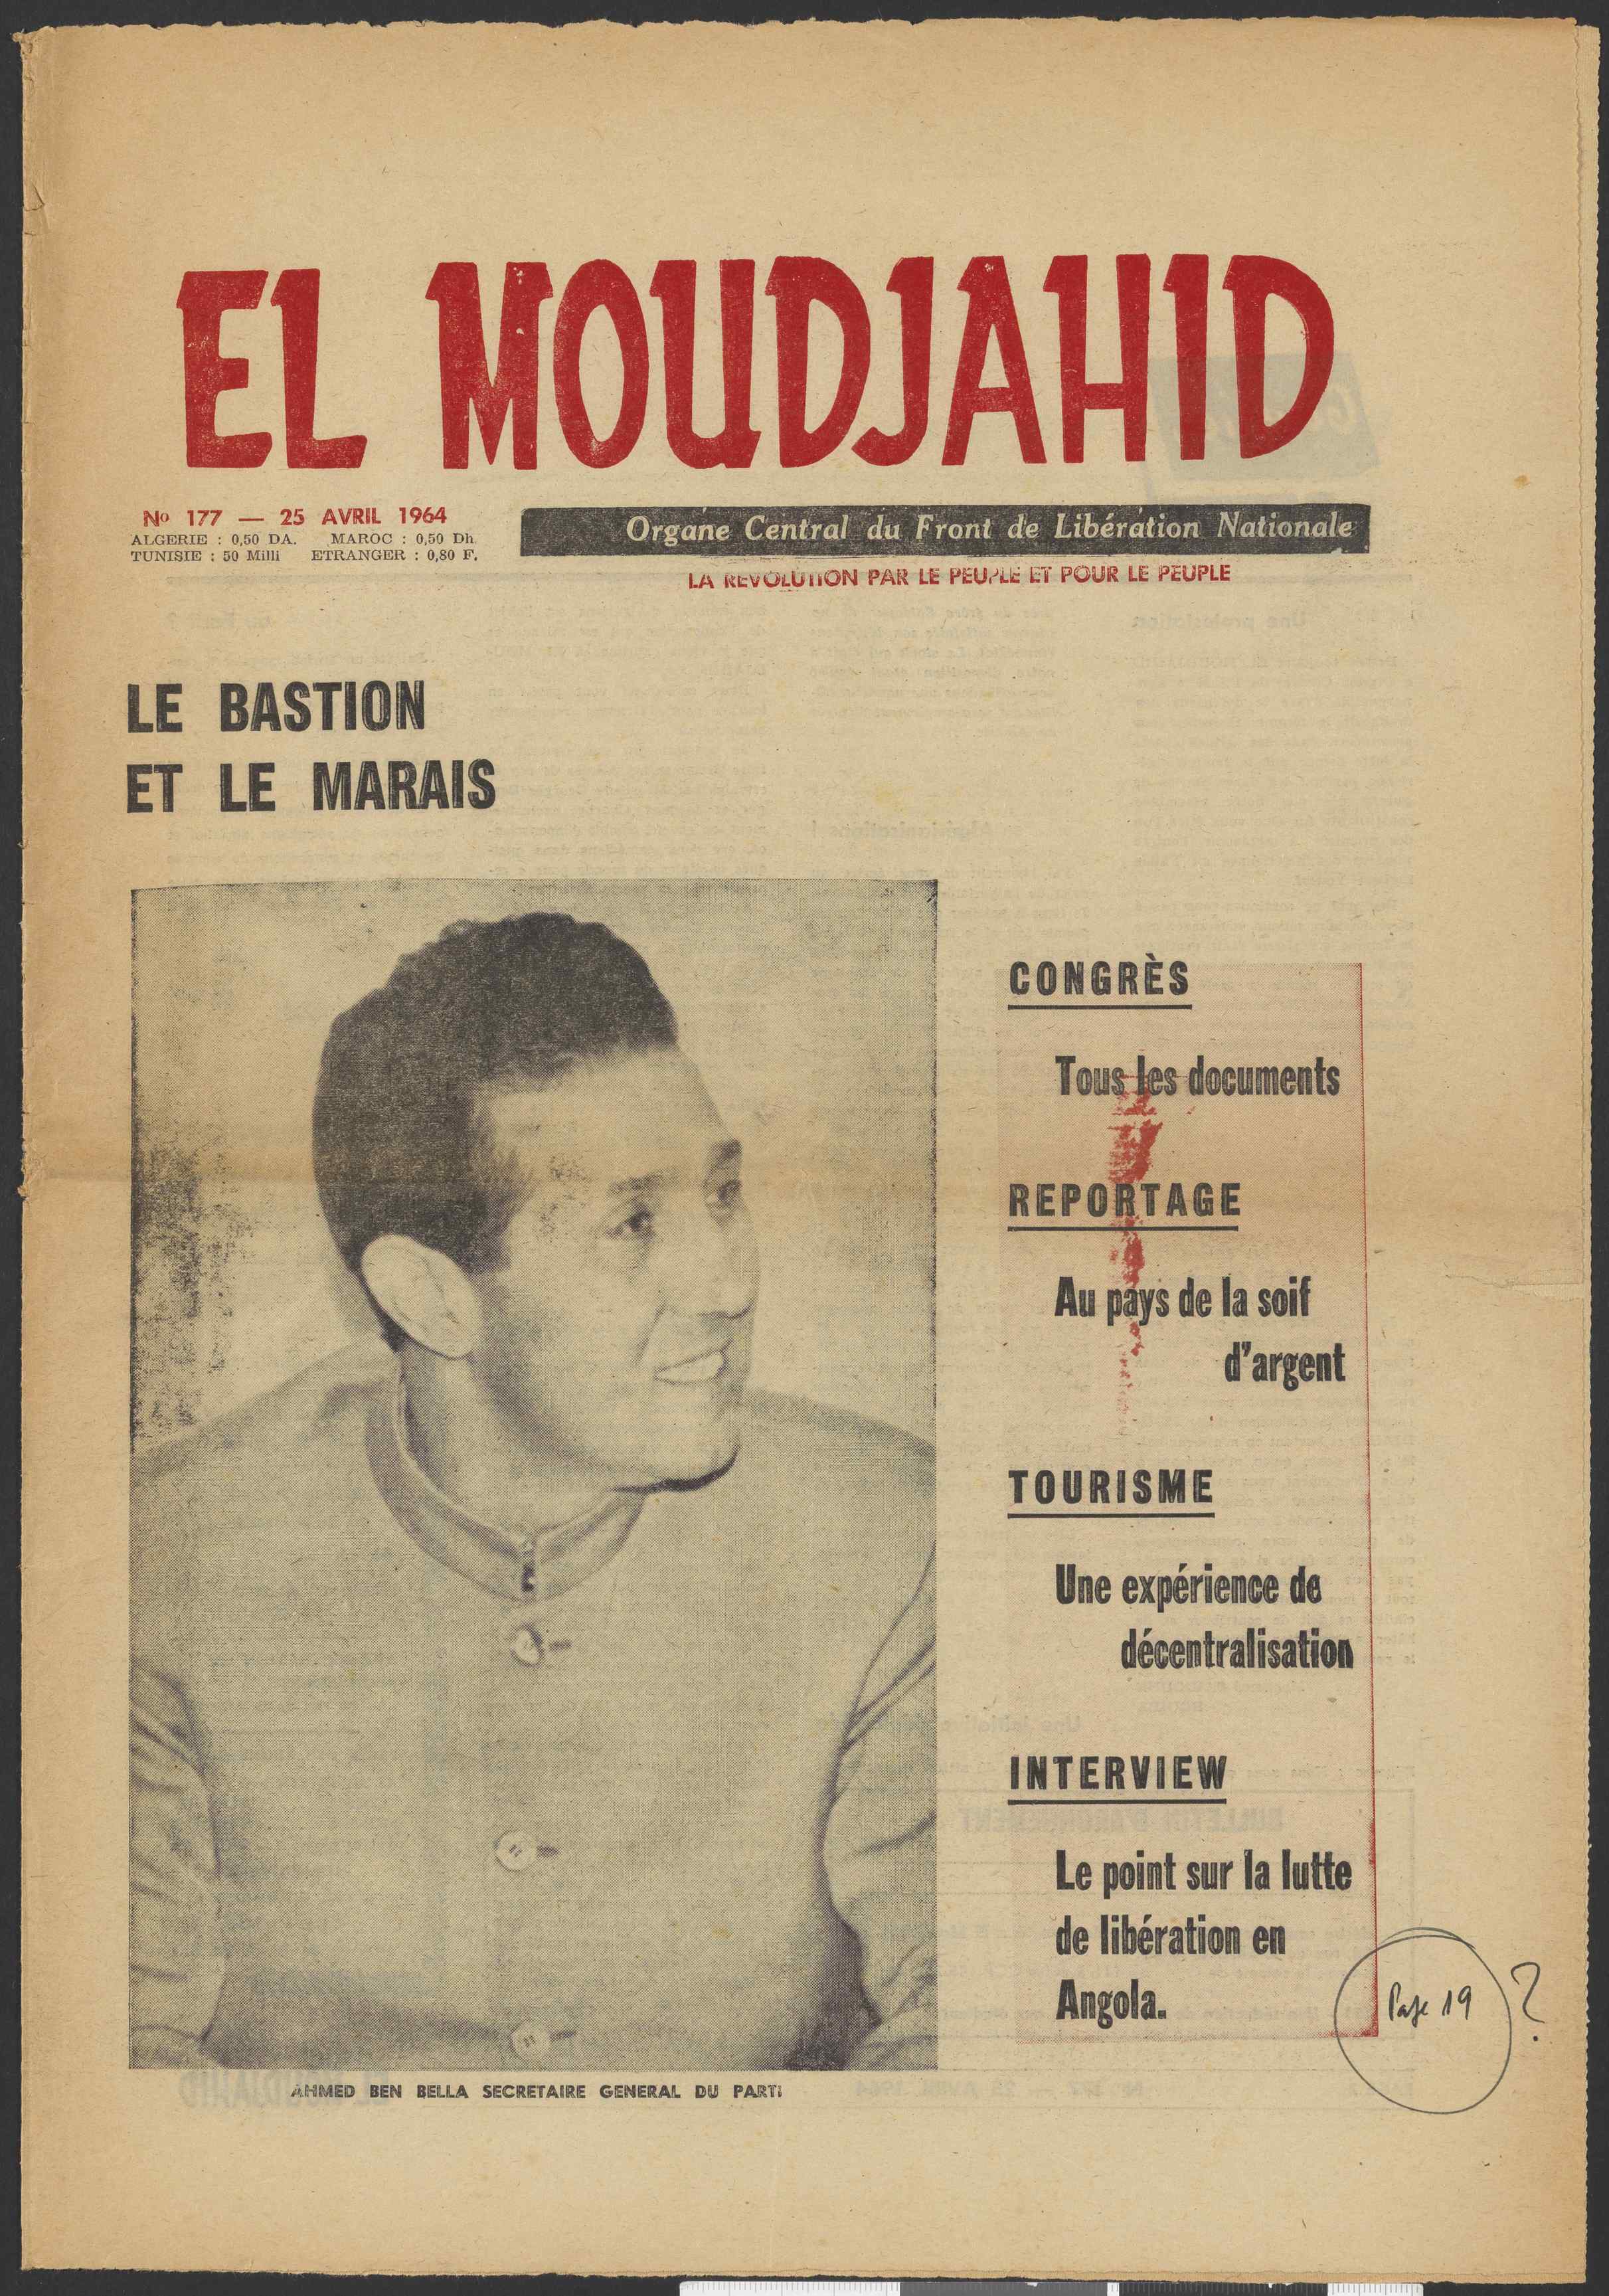 EL MOUDJAHID
No 177 — 25 AVRIL 1964
ALGERIE : 0,50 DA. MAROC : 0,50 Dh
TUNISIE : 50 Milli ETRANGER : 0,80 F.
Organe Central du Front de Libération Nationale
LA REVOLUTION PAR LE PEUPLE ET POUR LE PEUPLE
LE BASTION
ET LE MARAIS
CONGRÈS
Tous les documents
REPORTAGE
Au pays de la soif
d'argent
TOURISME
Une expérience de
décentralisation
INTERVIEW
Le point sur la lutte
de libération en
Angola.
Page 19 ?
AHMED BEN BELLA SECRETAIRE GENERAL DU PARTI